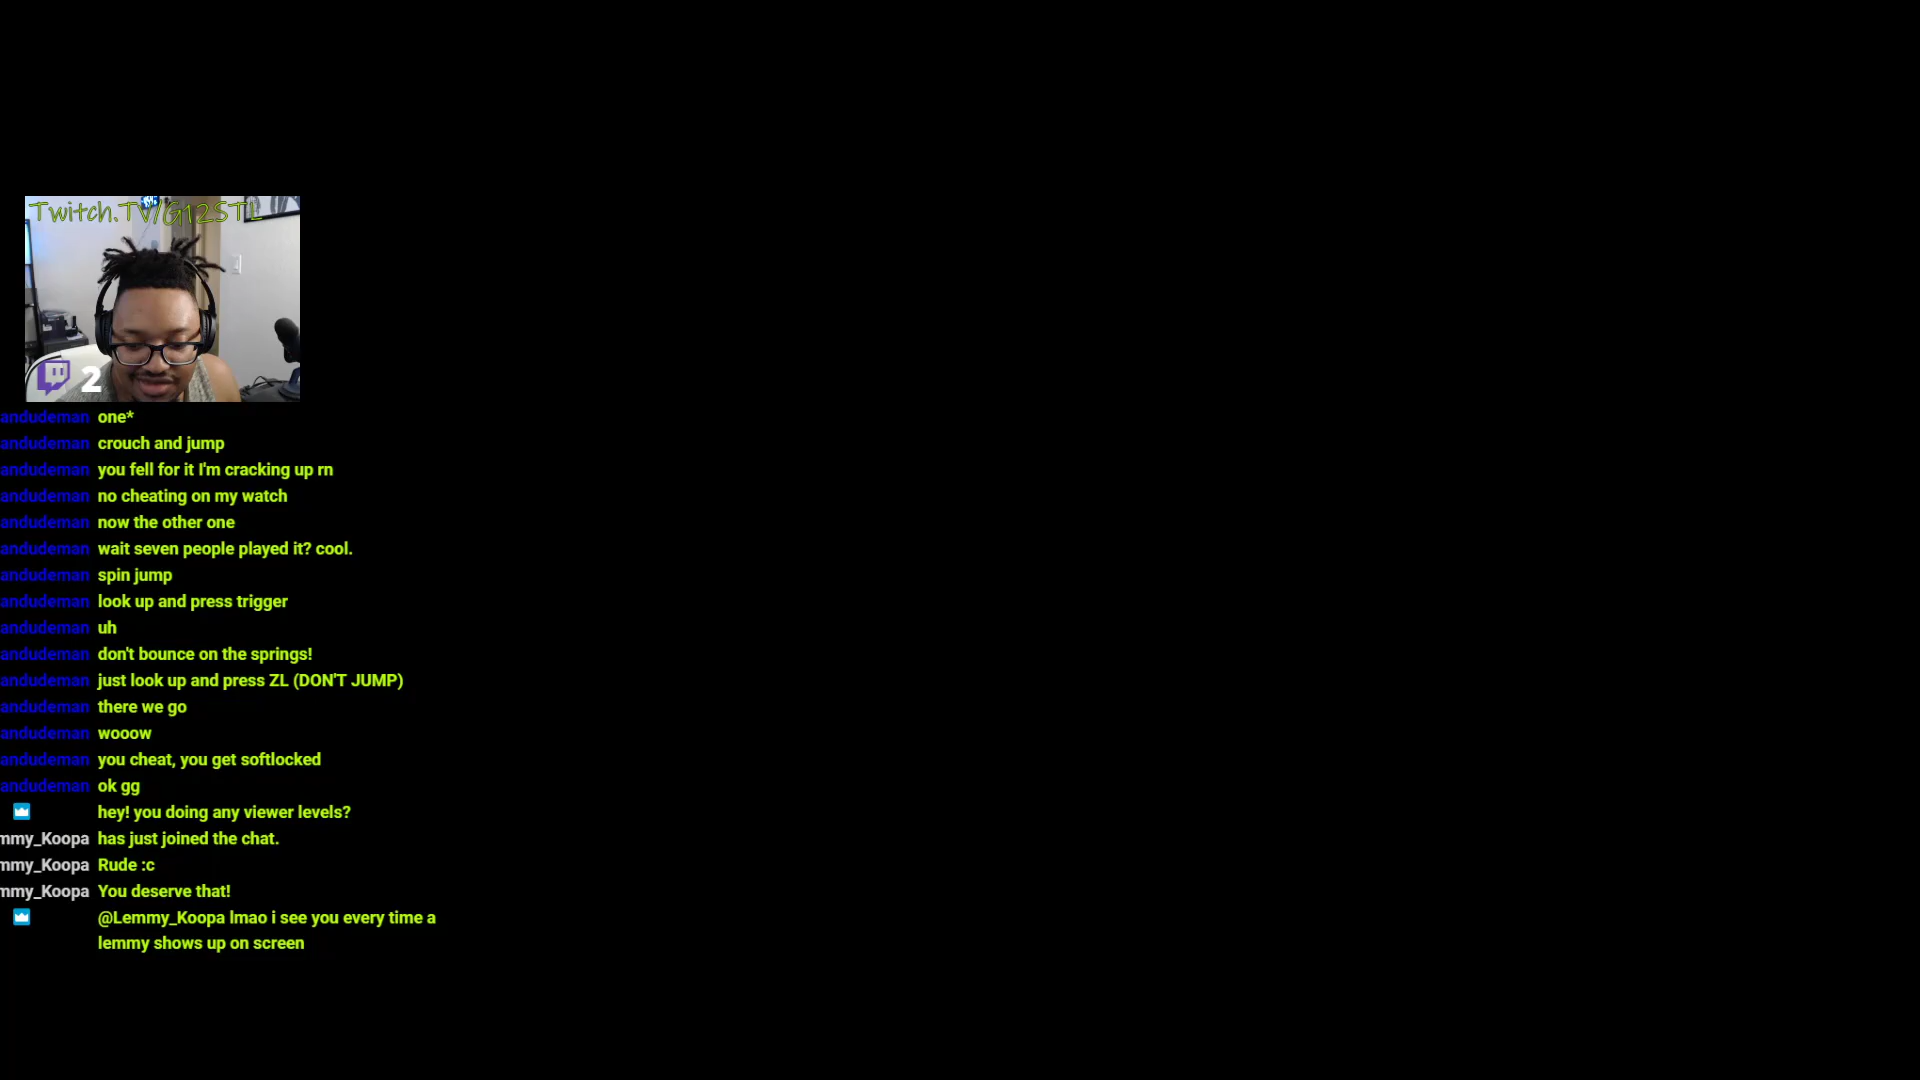 Twitch.TV/G12STL
2
andudeman one*
andudeman crouch and jump
andudeman you fell for it I'm cracking up rn
andudeman no cheating on my watch
andudeman now the other one
andudeman wait seven people played it? cool.
andudeman spin jump
andudeman look up and press trigger
andudeman uh
andudeman don't bounce on the springs!
andudeman just look up and press ZL (DON'T JUMP)
andudeman there we go
andudeman wooow
andudeman you cheat, you get softlocked
andudeman ok gg
hey! you doing any viewer levels?
mmy_Koopa has just joined the chat.
mmy_Koopa Rude :c
mmy_Koopa You deserve that!
@Lemmy_Koopa lmao i see you every time a
lemmy shows up on screen